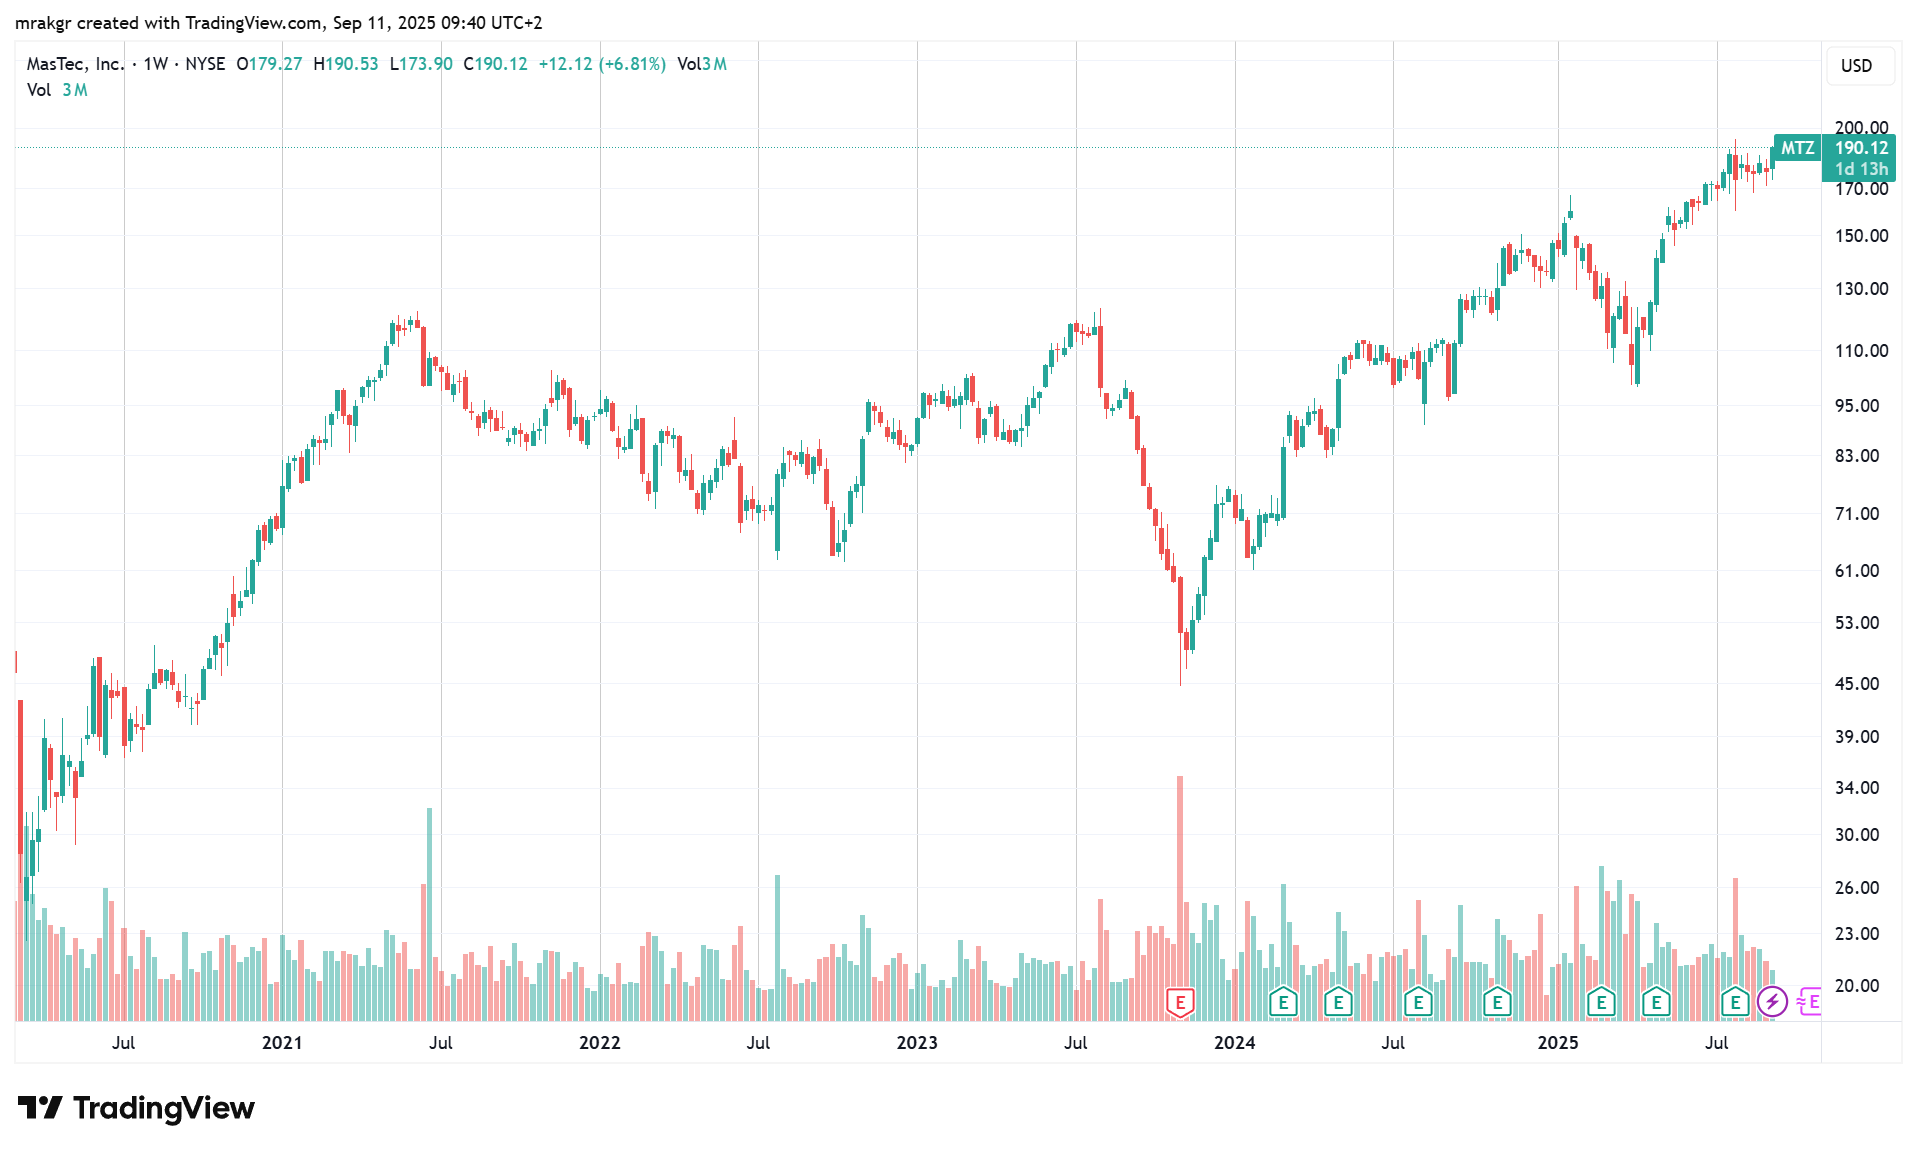 mrakgr created with TradingView.com, Sep 11, 2025 09:40 UTC+2
MasTec, Inc. · 1W · NYSE O179.27 H190.53 L173.90 C190.12 +12.12 (+6.81%) Vol3 M
Vol 3 M
USD
200.00
MTZ 190.12
1d 13h
170.00
150.00
130.00
110.00
95.00
83.00
71.00
61.00
53.00
45.00
39.00
34.00
30.00
26.00
23.00
20.00
E E E E E E E E ≈E
Jul 2021 Jul 2022 Jul 2023 Jul 2024 Jul 2025 Jul
TradingView